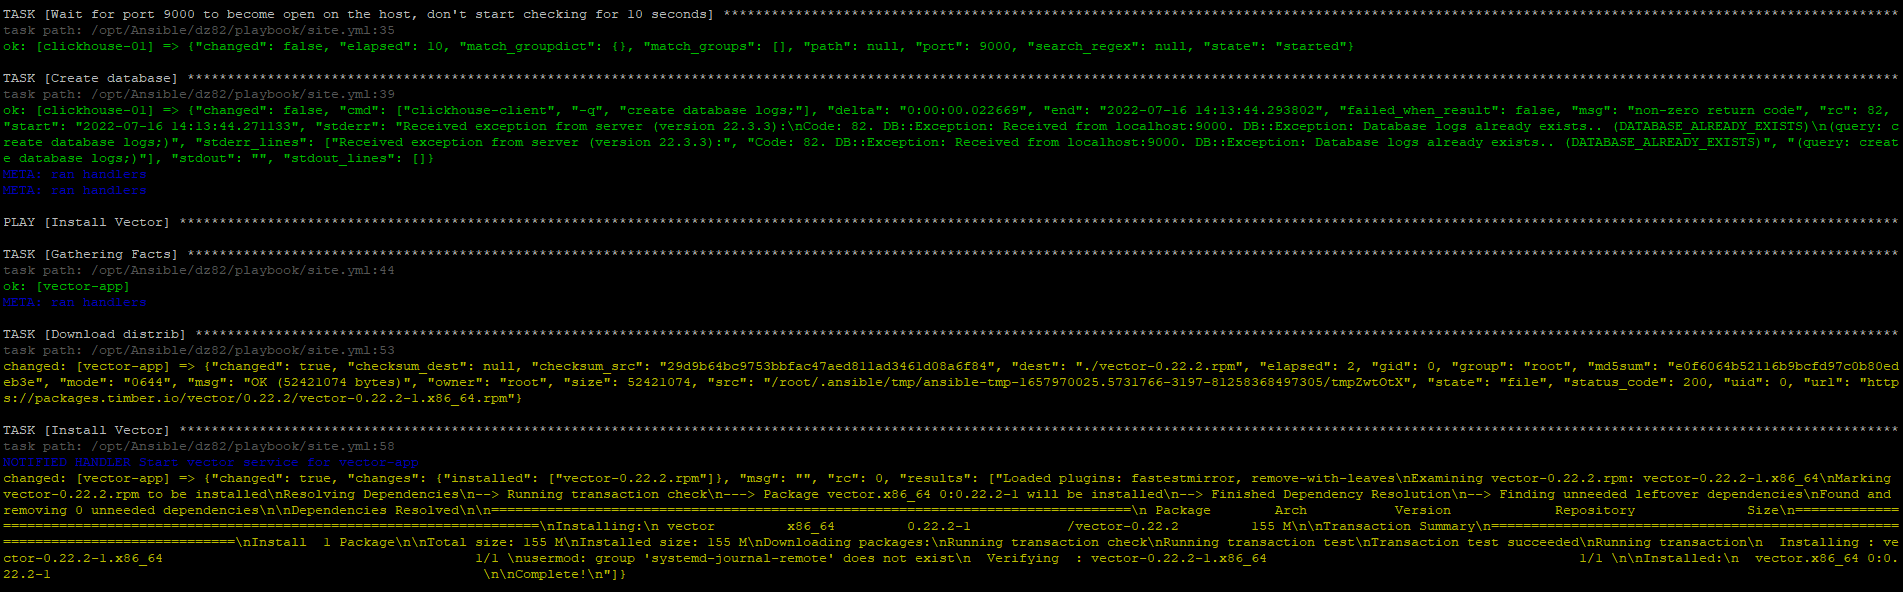 TASK [Wait for port 9000 to become open on the host, don't start checking for 10 seconds] ****************************************************************************************************************************************************
task path: /opt/Ansible/dz82/playbook/site.yml:35
ok: [clickhouse-01] => {"changed": false, "elapsed": 10, "match_groupdict": {}, "match_groups": [], "path": null, "port": 9000, "search_regex": null, "state": "started"}
TASK [Create database] ***********************************************************************************************************************************************************************************************************************
task path: /opt/Ansible/dz82/playbook/site.yml:39
ok: [clickhouse-01] => {"changed": false, "cmd": ["clickhouse-client", "-q", "create database logs;"], "delta": "0:00:00.022669", "end": "2022-07-16 14:13:44.293802", "failed_when_result": false, "msg": "non-zero return code", "rc": 82,
"start": "2022-07-16 14:13:44.271133", "stderr": "Received exception from server (version 22.3.3):\nCode: 82. DB::Exception: Received from localhost:9000. DB::Exception: Database logs already exists.. (DATABASE_ALREADY_EXISTS)\n(query: c
reate database logs;)", "stderr_lines": ["Received exception from server (version 22.3.3):", "Code: 82. DB::Exception: Received from localhost:9000. DB::Exception: Database logs already exists.. (DATABASE_ALREADY_EXISTS)", "(query: creat
e database logs;)"], "stdout": "", "stdout_lines": []}
META: ran handlers
META: ran handlers
PLAY [Install Vector] ************************************************************************************************************************************************************************************************************************
TASK [Gathering Facts] ***********************************************************************************************************************************************************************************************************************
task path: /opt/Ansible/dz82/playbook/site.yml:44
ok: [vector-app]
META: ran handlers
TASK [Download distrib] **********************************************************************************************************************************************************************************************************************
task path: /opt/Ansible/dz82/playbook/site.yml:53
changed: [vector-app] => {"changed": true, "checksum_dest": null, "checksum_src": "29d9b64bc9753bbfac47aed811ad3461d08a6f84", "dest": "./vector-0.22.2.rpm", "elapsed": 2, "gid": 0, "group": "root", "md5sum": "e0f6064b52116b9bcfd97c0b80ed
eb3e", "mode": "0644", "msg": "OK (52421074 bytes)", "owner": "root", "size": 52421074, "src": "/root/.ansible/tmp/ansible-tmp-1657970025.5731766-3197-81258368497305/tmpZwtOtX", "state": "file", "status_code": 200, "uid": 0, "url": "http
s://packages.timber.io/vector/0.22.2/vector-0.22.2-1.x86_64.rpm"}
TASK [Install Vector] ************************************************************************************************************************************************************************************************************************
task path: /opt/Ansible/dz82/playbook/site.yml:58
NOTIFIED HANDLER Start vector service for vector-app
changed: [vector-app] => {"changed": true, "changes": {"installed": ["vector-0.22.2.rpm"]}, "msg": "", "rc": 0, "results": ["Loaded plugins: fastestmirror, remove-with-leaves\nExamining vector-0.22.2.rpm: vector-0.22.2-1.x86_64\nMarking
vector-0.22.2.rpm to be installed\nResolving Dependencies\n--> Running transaction check\n---> Package vector.x86_64 0:0.22.2-1 will be installed\n--> Finished Dependency Resolution\n--> Finding unneeded leftover dependencies\nFound and
removing 0 unneeded dependencies\n\nDependencies Resolved\n\n================================================================================\n Package        Arch           Version             Repository              Size\n=============
===================================================================\nInstalling:\n vector         x86_64         0.22.2-1            /vector-0.22.2         155 M\n\nTransaction Summary\n===================================================
=============================\nInstall  1 Package\n\nTotal size: 155 M\nInstalled size: 155 M\nDownloading packages:\nRunning transaction check\nRunning transaction test\nTransaction test succeeded\nRunning transaction\n  Installing : ve
ctor-0.22.2-1.x86_64                                       1/1 \nusermod: group 'systemd-journal-remote' does not exist\n  Verifying  : vector-0.22.2-1.x86_64                                       1/1 \n\nInstalled:\n  vector.x86_64 0:0.
22.2-1                                                      \n\nComplete!\n"]}